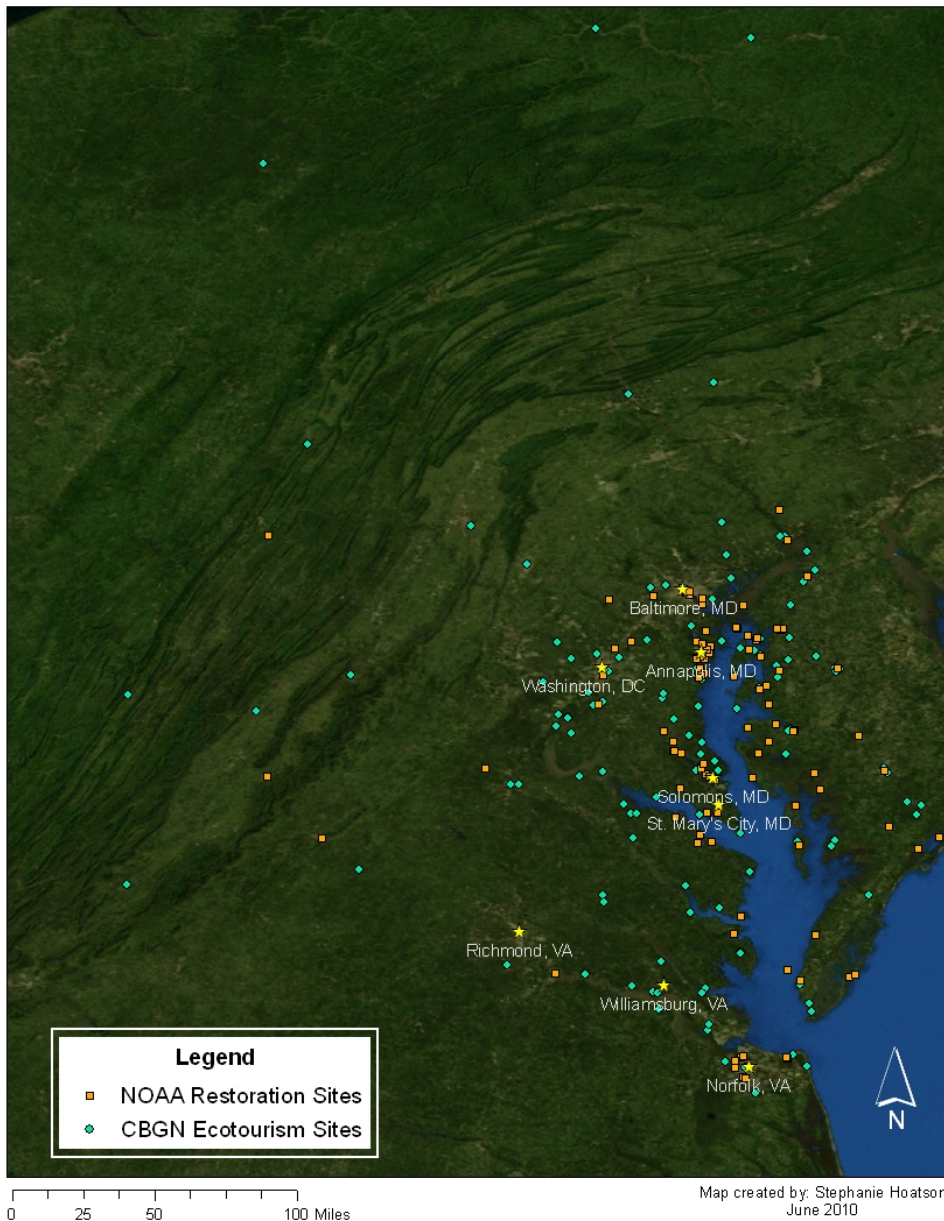 Baltimore, MD
Annapolis, MD
Washington, DC
Solomons, MD
St. Mary's City, MD
Richmond, VA
Williamsburg, VA
Norfolk, VA
Legend
NOAA Restoration Sites
CBGN Ecotourism Sites
N
0 25 50 100 Miles
Map created by: Stephanie Hoatson
June 2010